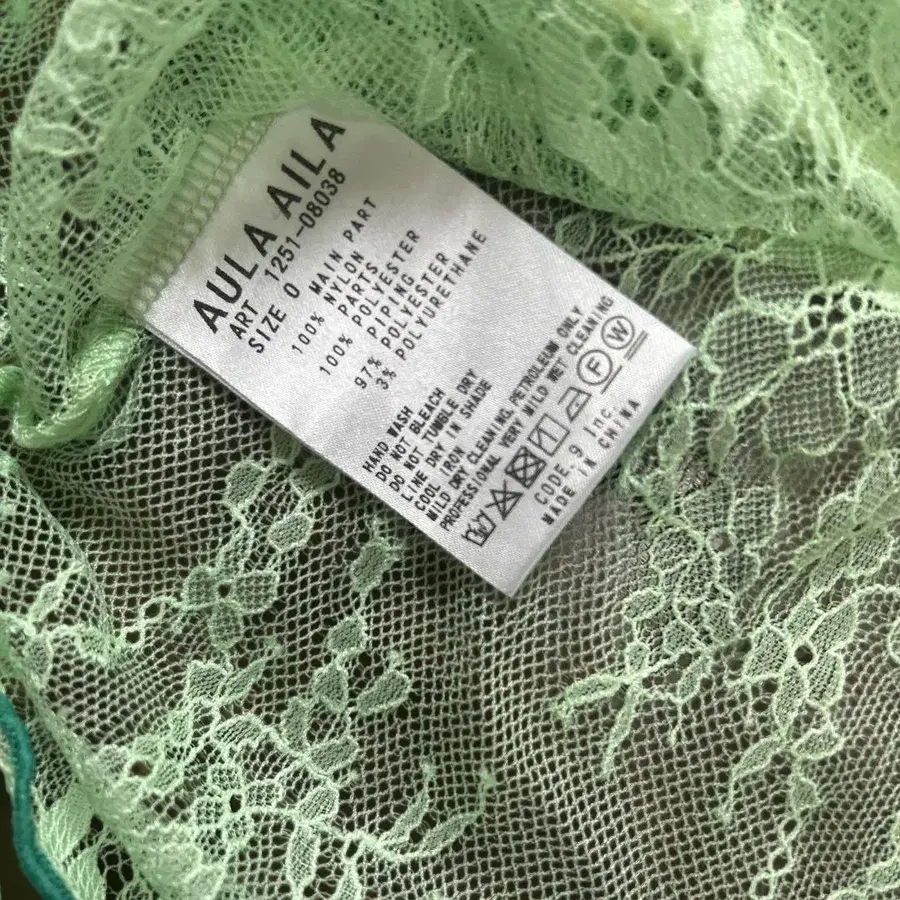 AULA AILA
ART 1251-08038
SIZE 0
MAIN PART
100% NYLON
PARTS
100% POLYESTER
PIPING
97% POLYESTER
3% POLYURETHANE
HAND WASH
DO NOT BLEACH
DO NOT TUMBLE DRY
LINE DRY IN SHADE
COOL IRON
MILD DRY CLEANING, PETROLEUM ONLY
PROFESSIONAL VERY MILD WET CLEANING
F W
CODE.9 Inc.
MADE IN CHINA